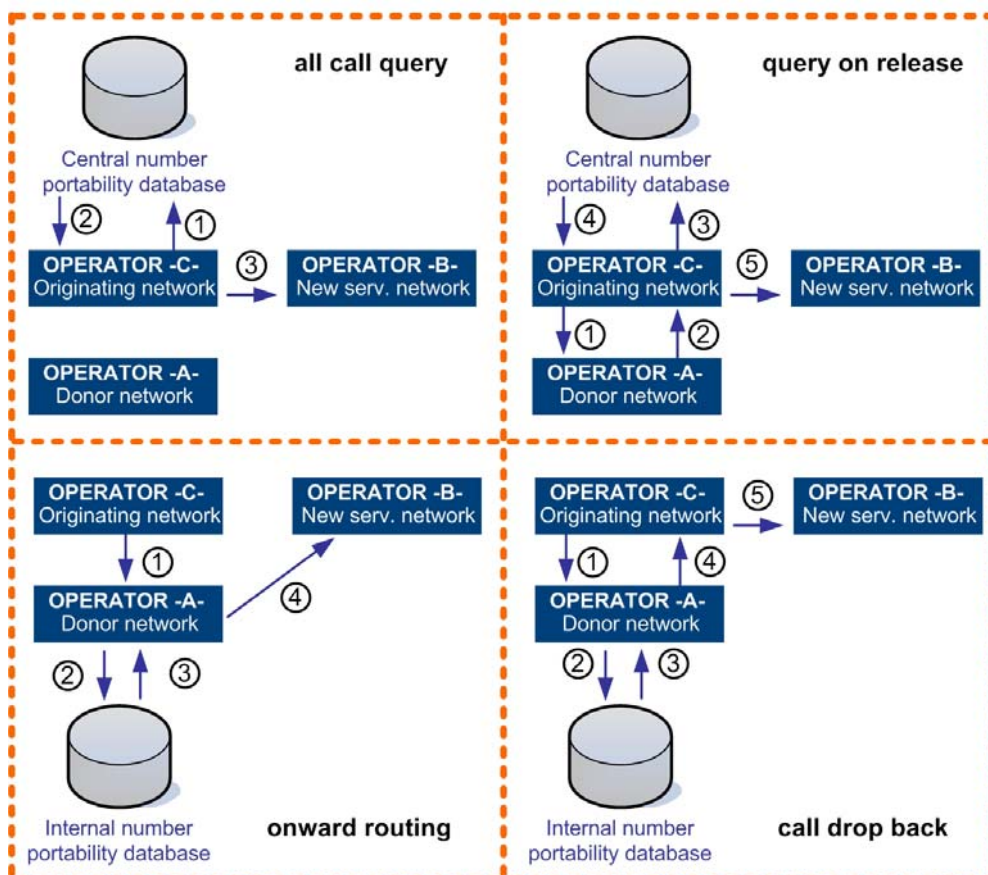 all call query
Central number
portability database
②
①
OPERATOR -C-
Originating network
③
OPERATOR -B-
New serv. network
OPERATOR -A-
Donor network
query on release
Central number
portability database
④
③
OPERATOR -C-
Originating network
⑤
OPERATOR -B-
New serv. network
①
②
OPERATOR -A-
Donor network
OPERATOR -C-
Originating network
OPERATOR -B-
New serv. network
①
④
OPERATOR -A-
Donor network
②
③
Internal number
portability database
onward routing
OPERATOR -C-
Originating network
⑤
OPERATOR -B-
New serv. network
①
④
OPERATOR -A-
Donor network
②
③
Internal number
portability database
call drop back